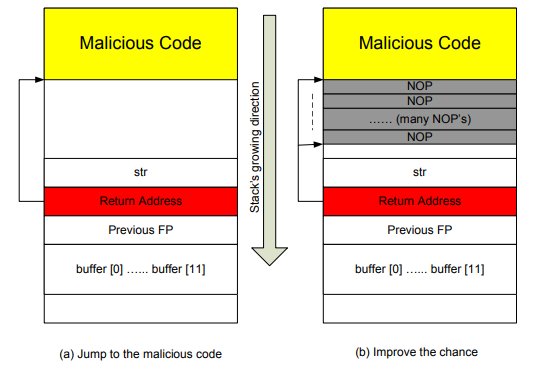 Malicious Code
str
Return Address
Previous FP
buffer [0] …... buffer [11]
(a) Jump to the malicious code
Stack's growing direction
Malicious Code
NOP
NOP
…... (many NOP's)
NOP
str
Return Address
Previous FP
buffer [0] …... buffer [11]
(b) Improve the chance